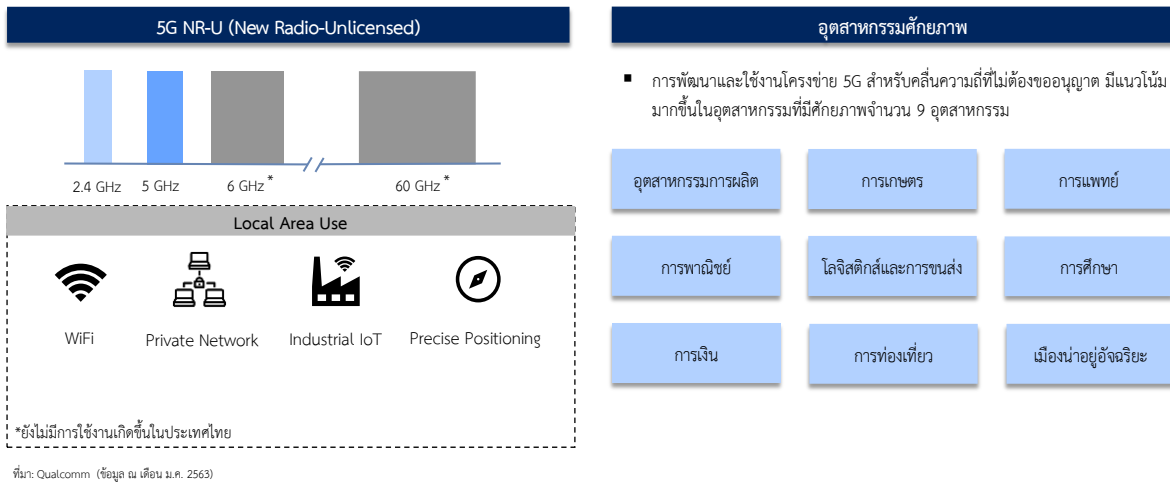 5G NR-U (New Radio-Unlicensed)
2.4 GHz 5 GHz 6 GHz* 60 GHz*
Local Area Use
WiFi Private Network Industrial IoT Precise Positioning
*ยังไม่มีการใช้งานเกิดขึ้นในประเทศไทย
ที่มา: Qualcomm (ข้อมูล ณ เดือน ม.ค. 2563)
อุตสาหกรรมศักยภาพ
▪ การพัฒนาและใช้งานโครงข่าย 5G สำหรับคลื่นความถี่ที่ไม่ต้องขออนุญาต มีแนวโน้ม
มากขึ้นในอุตสาหกรรมที่มีศักยภาพจำนวน 9 อุตสาหกรรม
อุตสาหกรรมการผลิต การเกษตร การแพทย์
การพาณิชย์ โลจิสติกส์และการขนส่ง การศึกษา
การเงิน การท่องเที่ยว เมืองน่าอยู่อัจฉริยะ